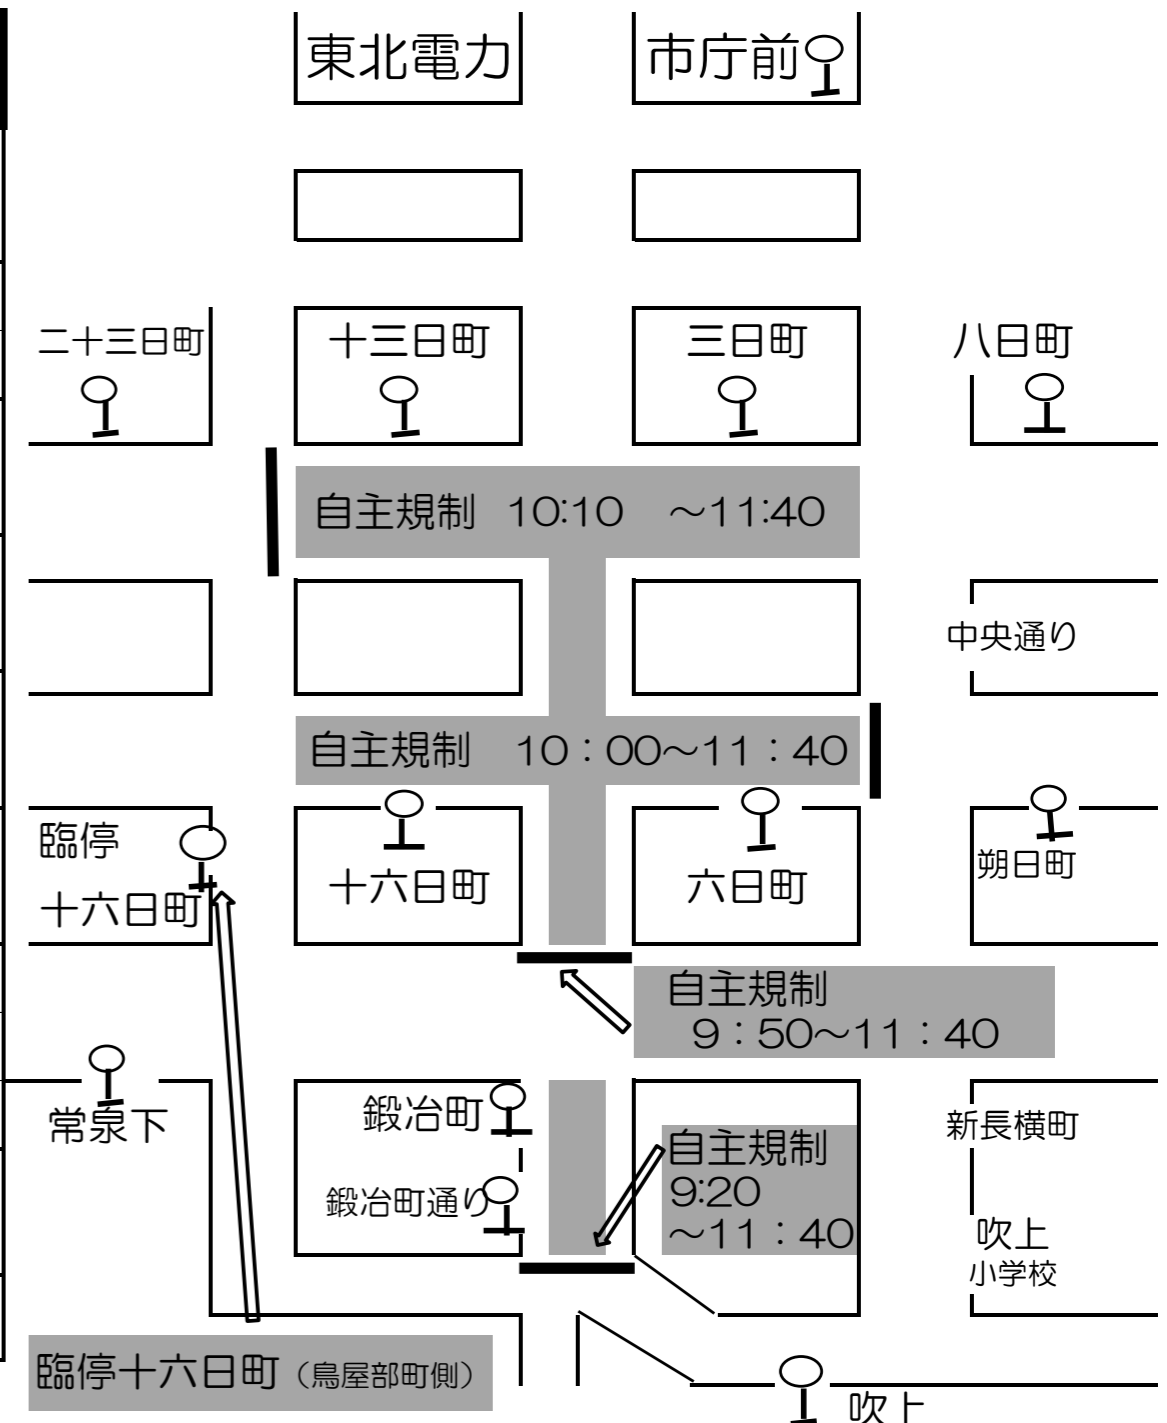 東北電力
市庁前
二十三日町
十三日町
三日町
八日町
自主規制 10:10 ～11:40
中央通り
自主規制 10：00～11：40
臨停
十六日町
十六日町
六日町
朔日町
自主規制
9：50～11：40
常泉下
鍛冶町
鍛冶町通り
自主規制
9:20
～11：40
新長横町
吹上
小学校
臨停十六日町（鳥屋部町側）
吹上